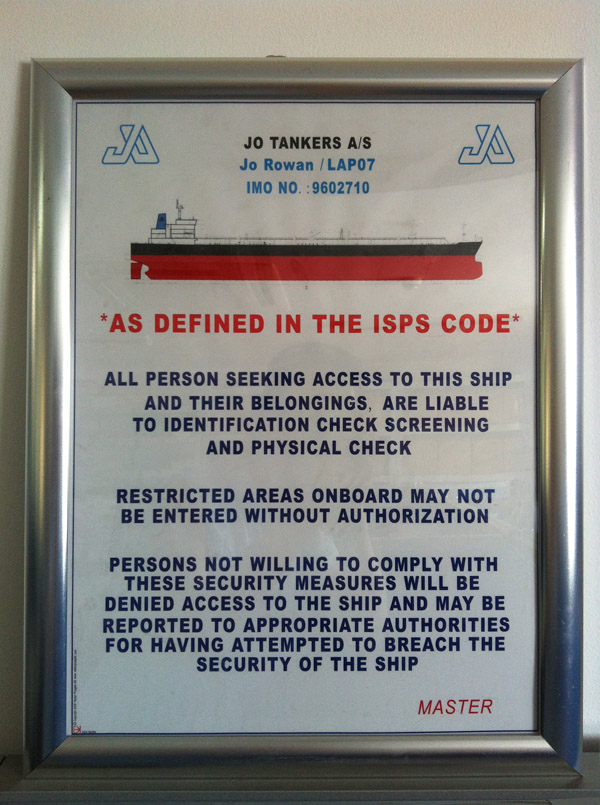 JO TANKERS A/S
Jo Rowan / LAP07
IMO NO. : 9602710
*AS DEFINED IN THE ISPS CODE*
ALL PERSON SEEKING ACCESS TO THIS SHIP
AND THEIR BELONGINGS, ARE LIABLE
TO IDENTIFICATION CHECK SCREENING
AND PHYSICAL CHECK
RESTRICTED AREAS ONBOARD MAY NOT
BE ENTERED WITHOUT AUTHORIZATION
PERSONS NOT WILLING TO COMPLY WITH
THESE SECURITY MEASURES WILL BE
DENIED ACCESS TO THE SHIP AND MAY BE
REPORTED TO APPROPRIATE AUTHORITIES
FOR HAVING ATTEMPTED TO BREACH THE
SECURITY OF THE SHIP
MASTER